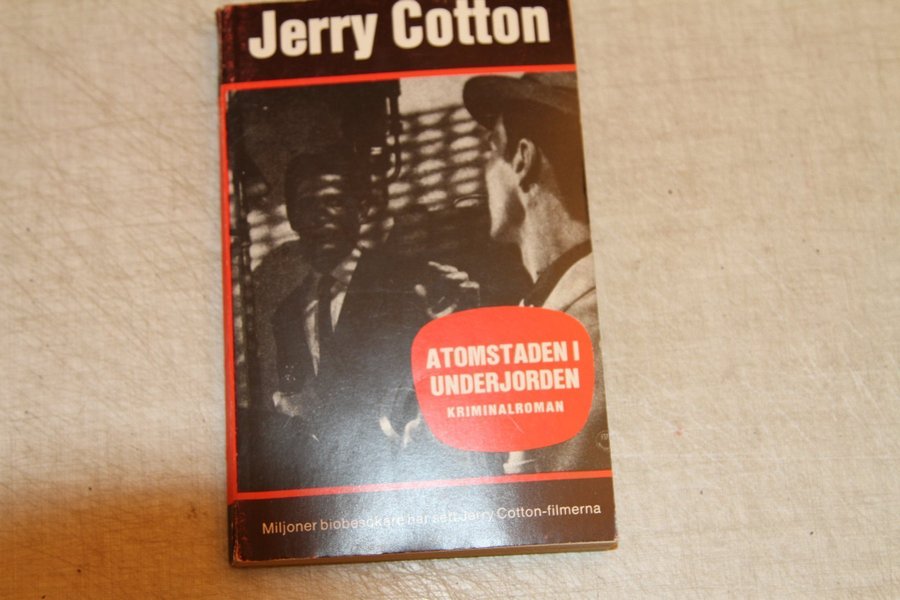 Jerry Cotton
ATOMSTADEN I
UNDERJORDEN
KRIMINALROMAN
Miljoner biobesökare har sett Jerry Cotton-filmerna